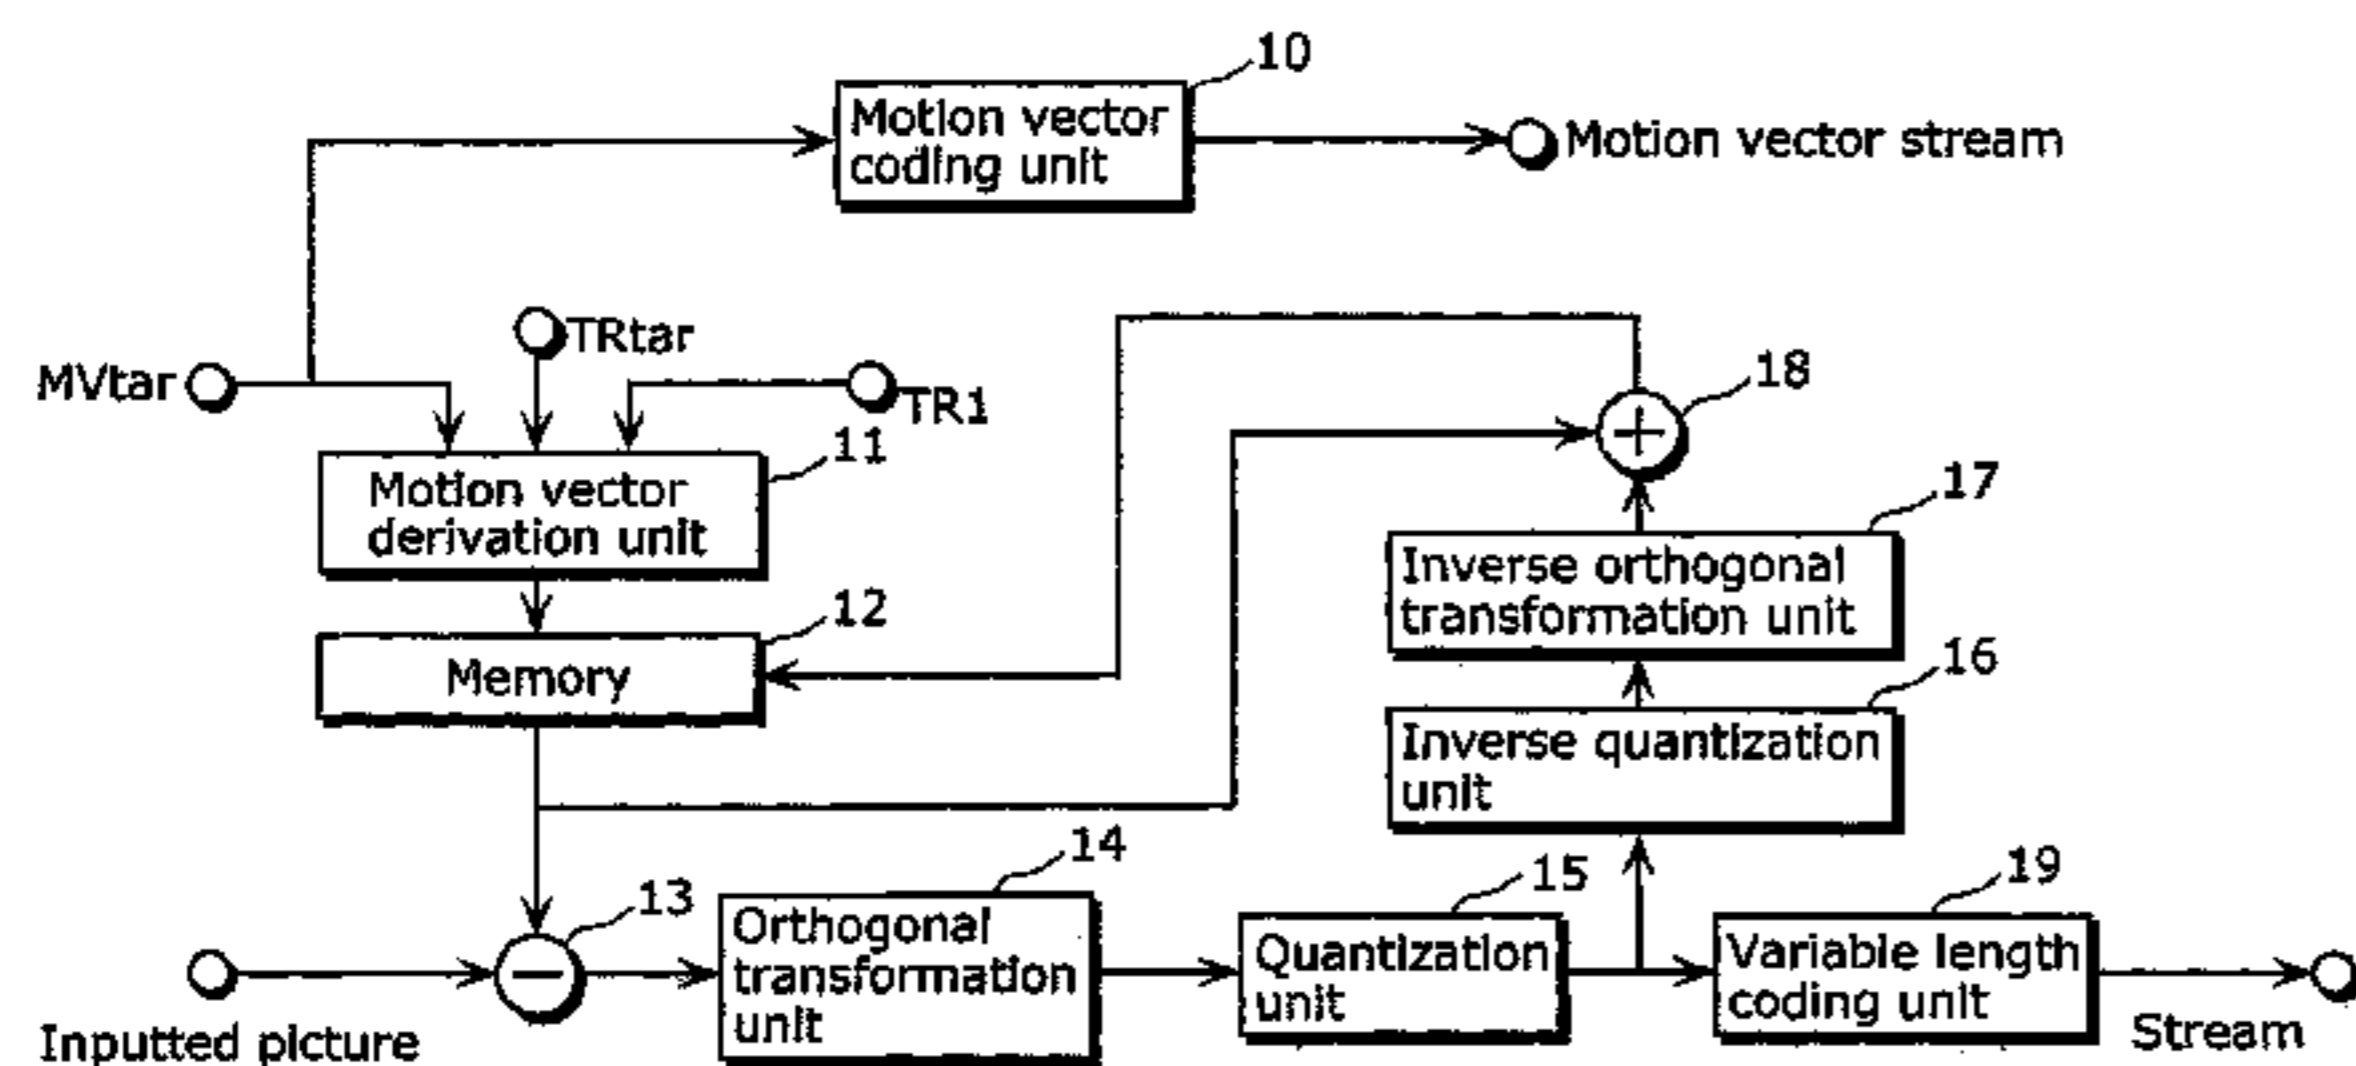 10
Motion vector
coding unit
Motion vector stream
TRtar
MVtar
TR1
18
11
Motion vector
derivation unit
17
Inverse orthogonal
transformation unit
12
Memory
16
Inverse quantization
unit
14
15
19
13
Orthogonal
transformation
unit
Quantization
unit
Variable length
coding unit
Inputted picture
Stream